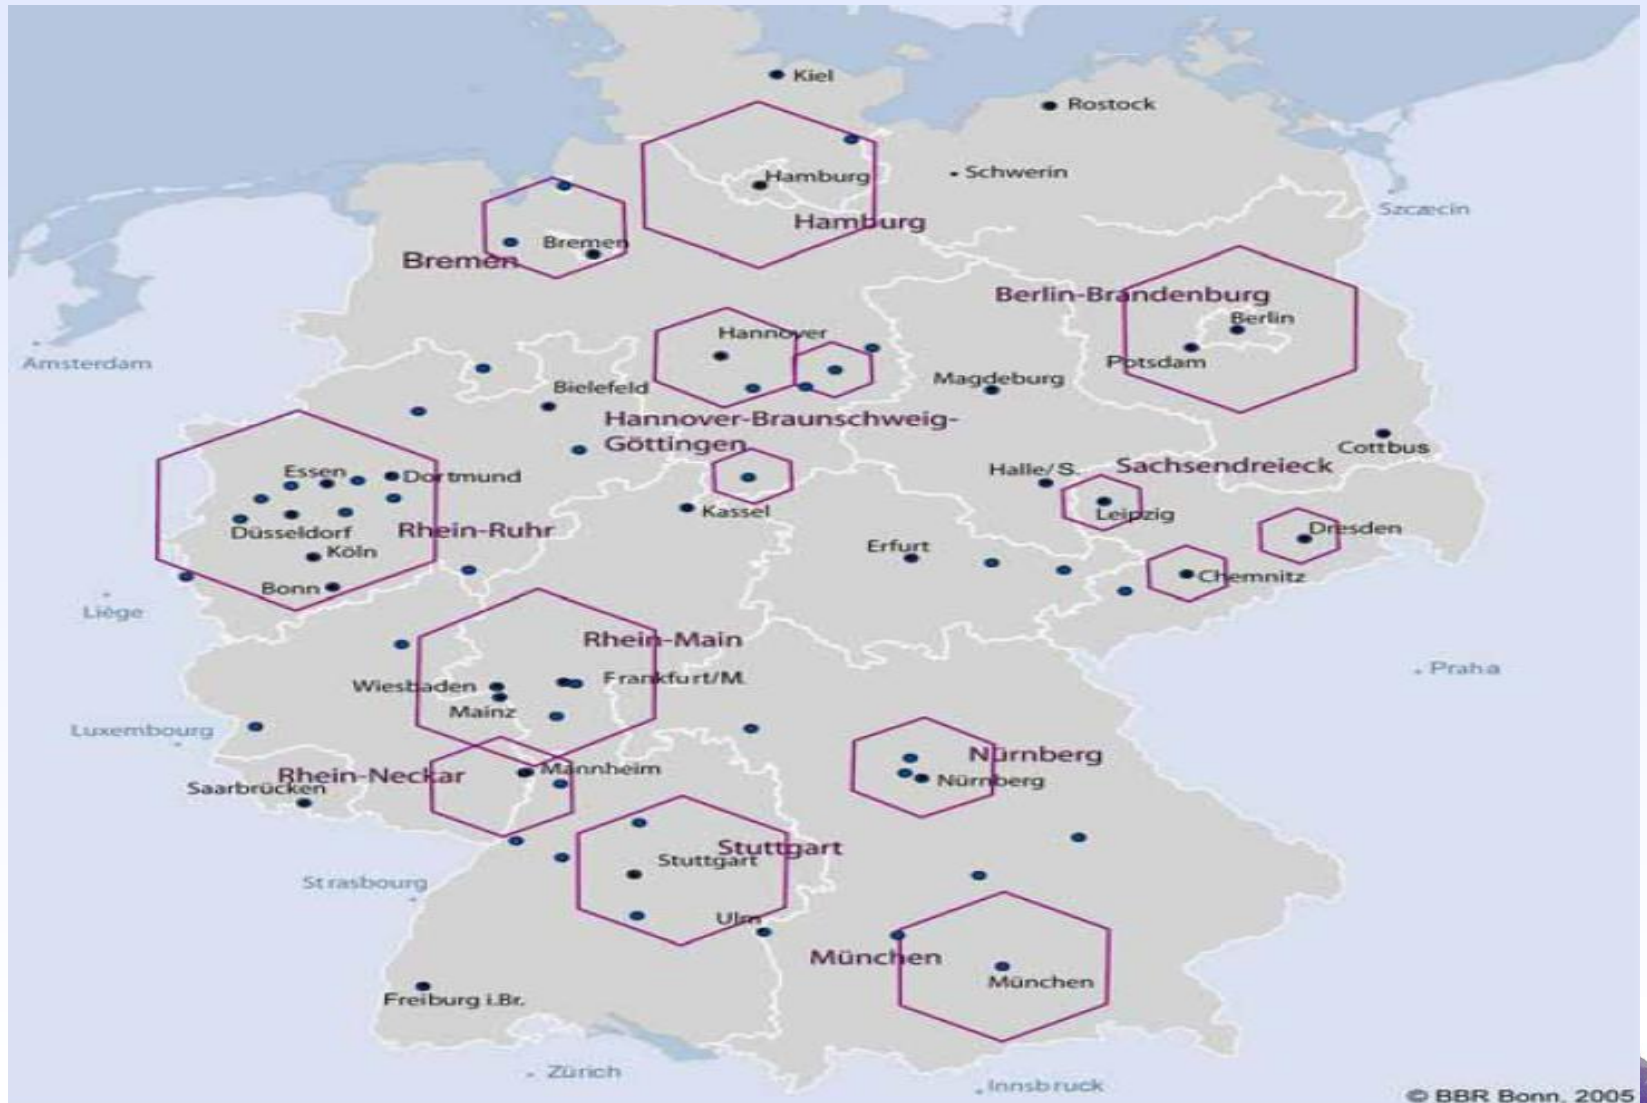 Kiel
Rostock
Schwerin
Hamburg
Szczecin
Hamburg
Bremen
Bremen
Berlin-Brandenburg
Berlin
Hannover
Potsdam
Amsterdam
Magdeburg
Bielefeld
Hannover-Braunschweig-
Göttingen
Cottbus
Sachsendreieck
Halle/S.
Essen
Dortmund
Kassel
Leipzig
Dresden
Düsseldorf
Rhein-Ruhr
Köln
Erfurt
Chemnitz
Bonn
Liège
Rhein-Main
Praha
Frankfurt/M.
Wiesbaden
Mainz
Luxembourg
Nürnberg
Mannheim
Rhein-Neckar
Nürnberg
Saarbrücken
Stuttgart
Stuttgart
Strasbourg
Ulm
München
München
Freiburg i.Br.
Zürich
Innsbruck
© BBR Bonn, 2005